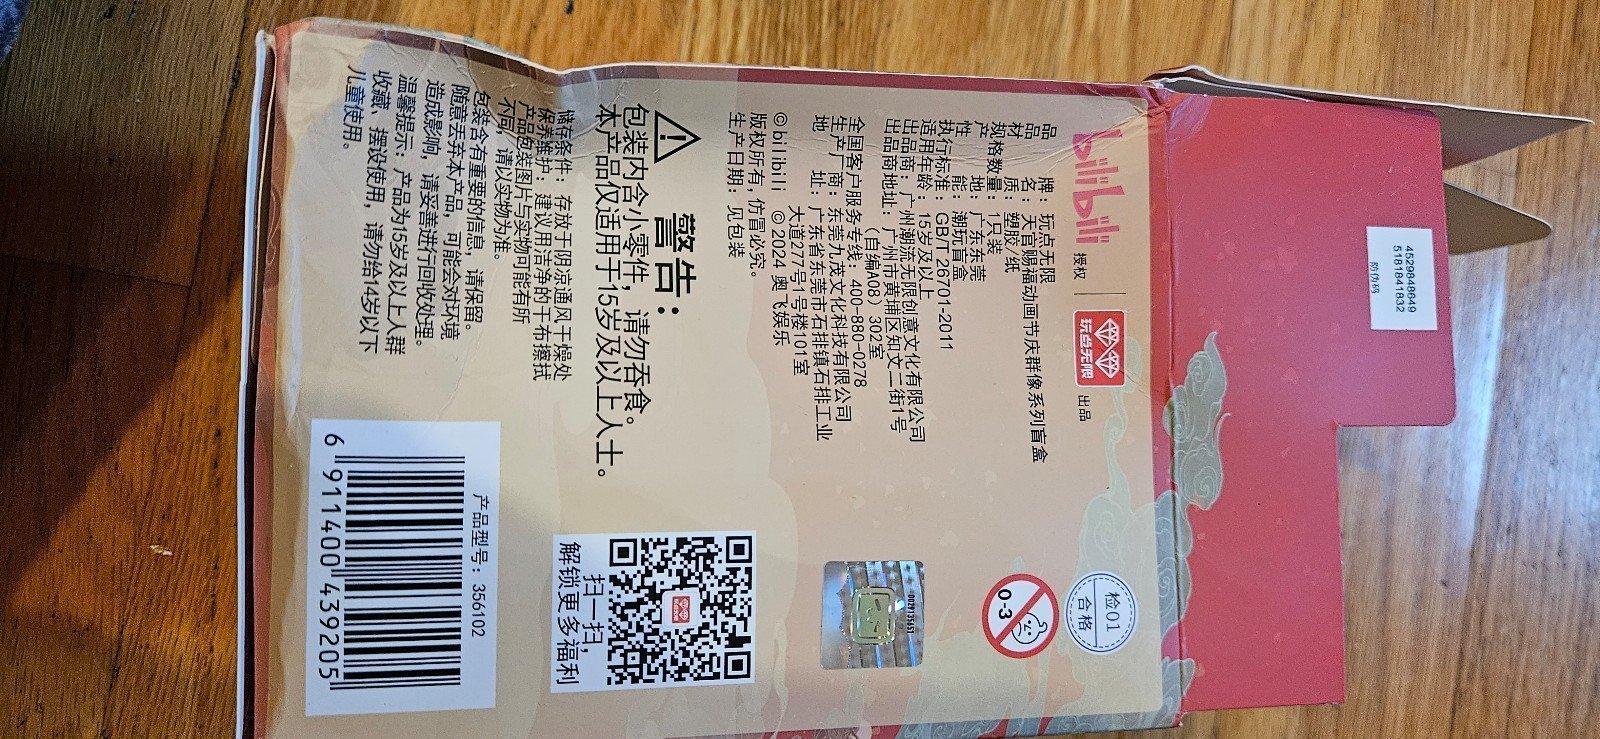 4529848649
5181841832
防伪码
bilibili 授权
玩点无限 出品
品 牌：玩点无限
品 名：天官赐福动画节庆群像系列盲盒
材 质：塑胶/纸
规格数量：1只装
产 地：广东东莞
性 能：潮玩盲盒
执行标准：GB/T 26701-2011
适用年龄：15岁及以上
出品商：广州潮流无限创意文化有限公司
出品商地址：广州市黄埔区知文二街1号
（自编A08）302室
全国客户服务专线：400-880-0278
生产厂商：东莞九茂文化科技有限公司
地 址：广东省东莞市石排镇石排工业
大道277号1号楼101室
©bilibili ©2024 奥飞娱乐
版权所有，仿冒必究。
生产日期：见包装
检01
合格
0-3
0029735651
警告：
包装内含小零件，请勿吞食。
本产品仅适用于15岁及以上人士。
储存条件：存放于阴凉通风干燥处
保养维护：建议用洁净的干布擦拭
产品包装图片与实物可能有所
不同，请以实物为准。
包装含有重要的信息，请保留。
随意丢弃本产品，可能会对环境
造成影响，请妥善进行回收处理。
温馨提示：产品为15岁及以上人群
收藏、摆设使用，请勿给14岁以下
儿童使用。
扫一扫，
解锁更多福利
产品型号：356102
6 911400 439205